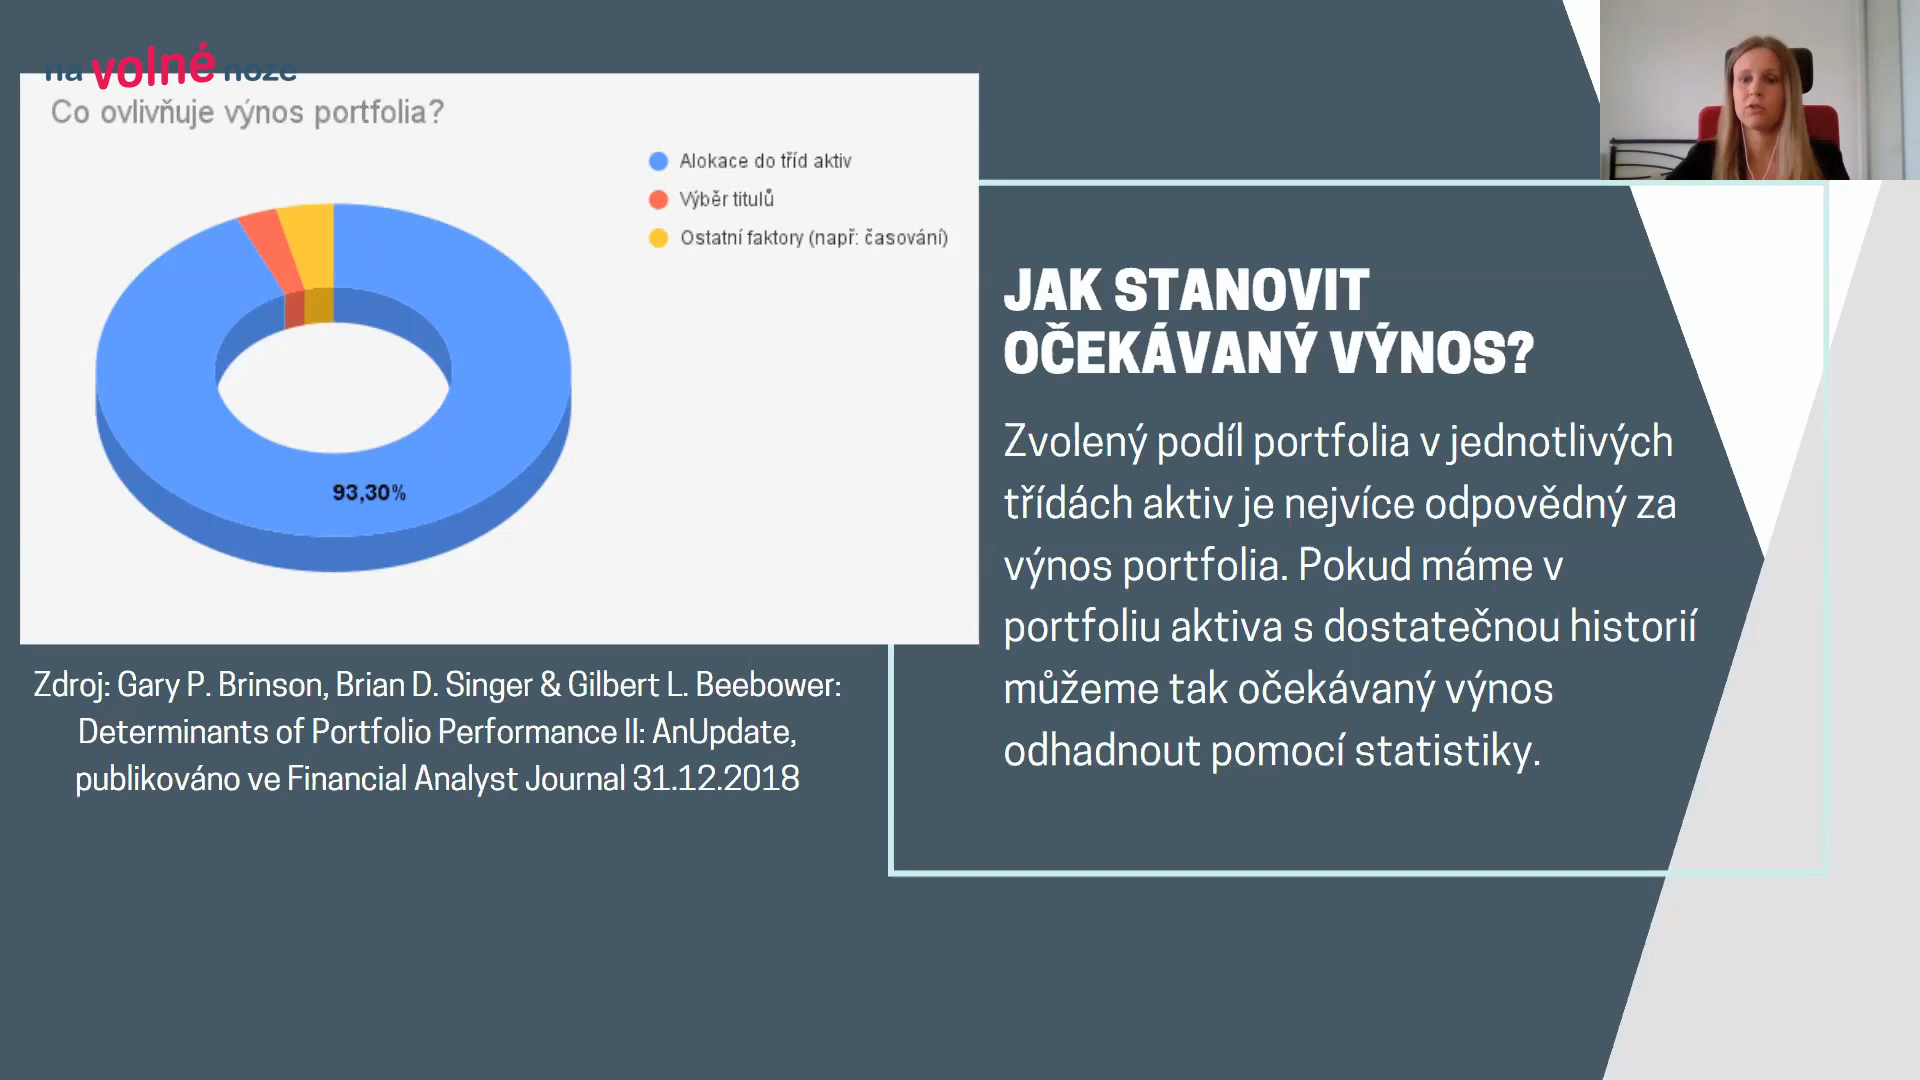 na volné noze
Co ovlivňuje výnos portfolia?
Alokace do tříd aktiv
Výběr titulů
Ostatní faktory (např: časování)
93,30%
Zdroj: Gary P. Brinson, Brian D. Singer & Gilbert L. Beebower:
Determinants of Portfolio Performance II: AnUpdate,
publikováno ve Financial Analyst Journal 31.12.2018
JAK STANOVIT
OČEKÁVANÝ VÝNOS?
Zvolený podíl portfolia v jednotlivých
třídách aktiv je nejvíce odpovědný za
výnos portfolia. Pokud máme v
portfoliu aktiva s dostatečnou historií
můžeme tak očekávaný výnos
odhadnout pomocí statistiky.